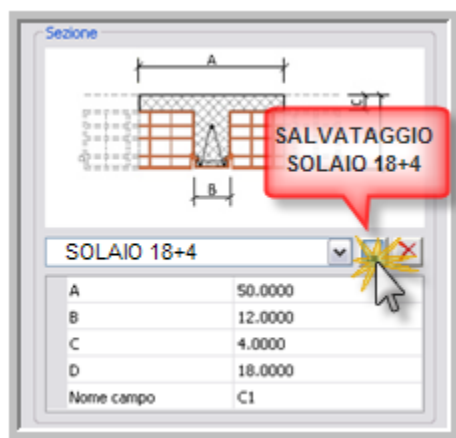 Sezione
A
C
SALVATAGGIO
SOLAIO 18+4
D
B
SOLAIO 18+4
A 50.0000
B 12.0000
C 4.0000
D 18.0000
Nome campo C1